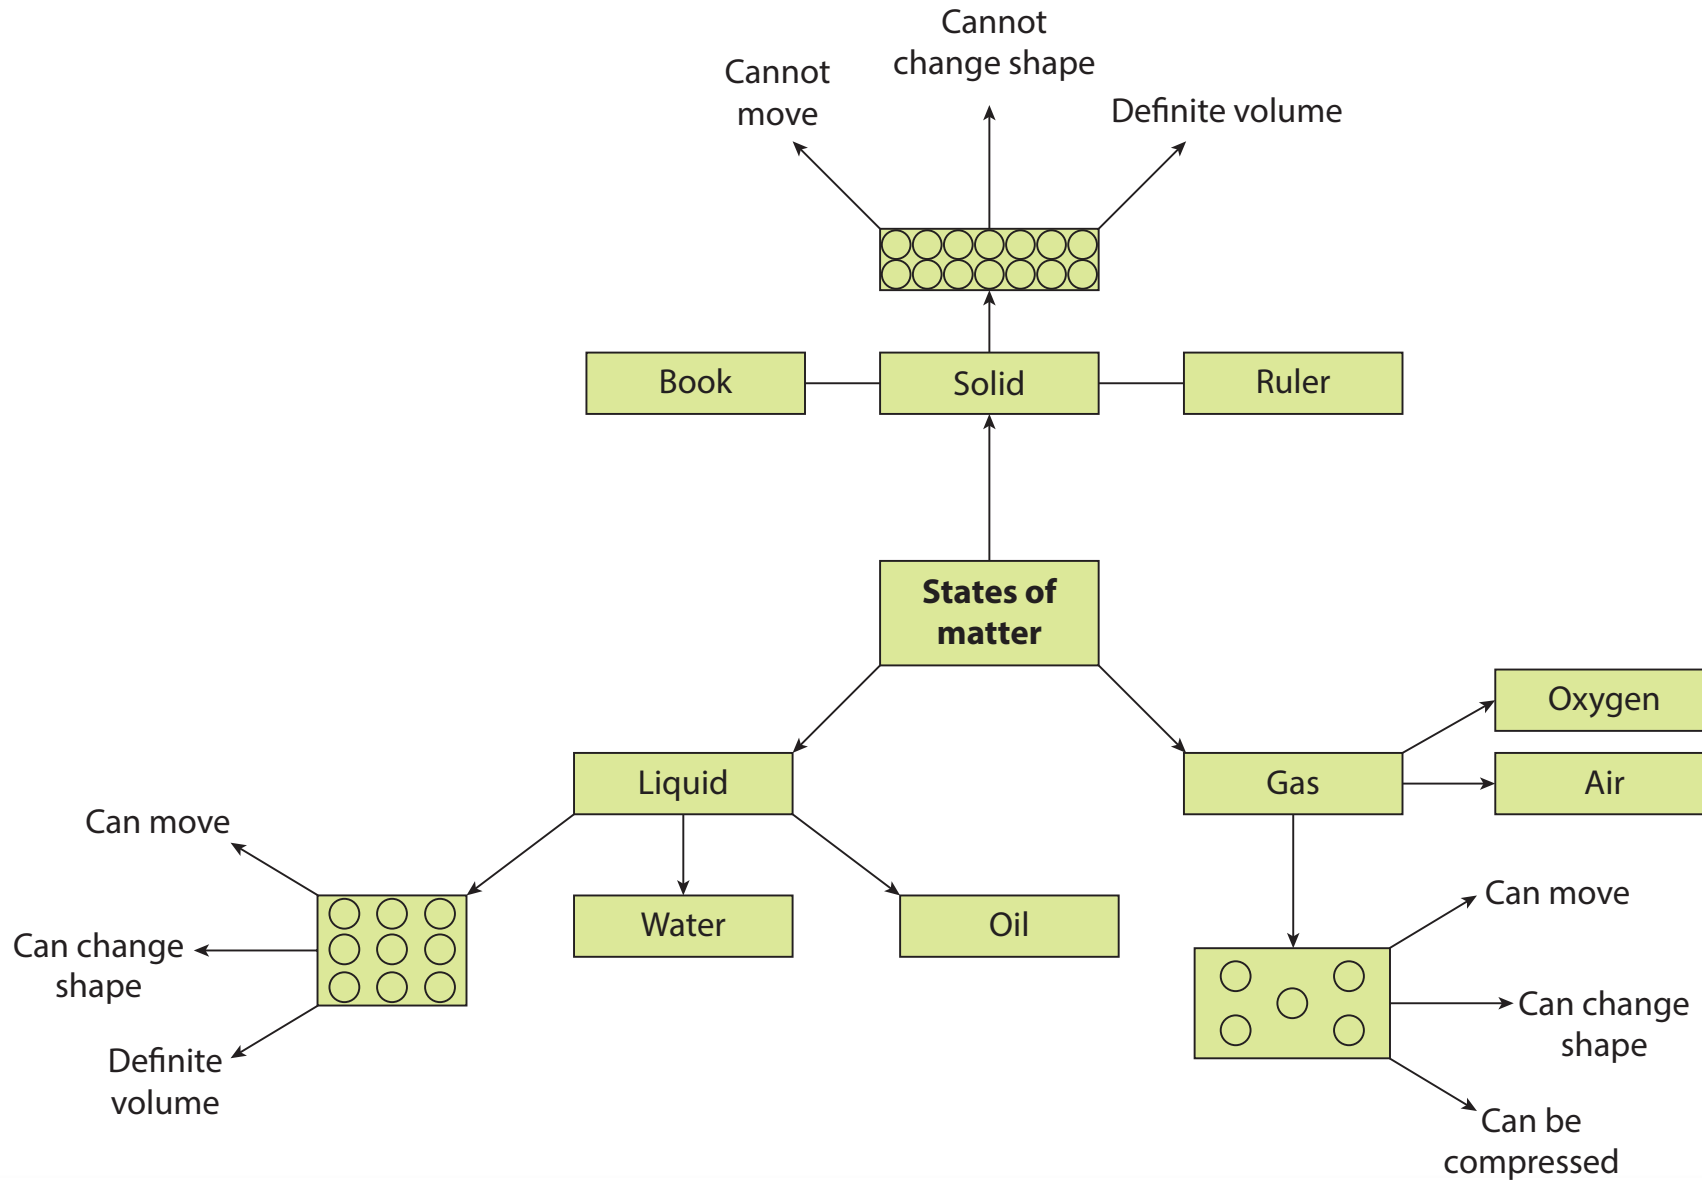 Cannot
change shape
Cannot
move
Definite volume
Book
Solid
Ruler
States of
matter
Oxygen
Liquid
Gas
Air
Can move
Water
Oil
Can move
Can change
shape
Can change
shape
Definite
volume
Can be
compressed